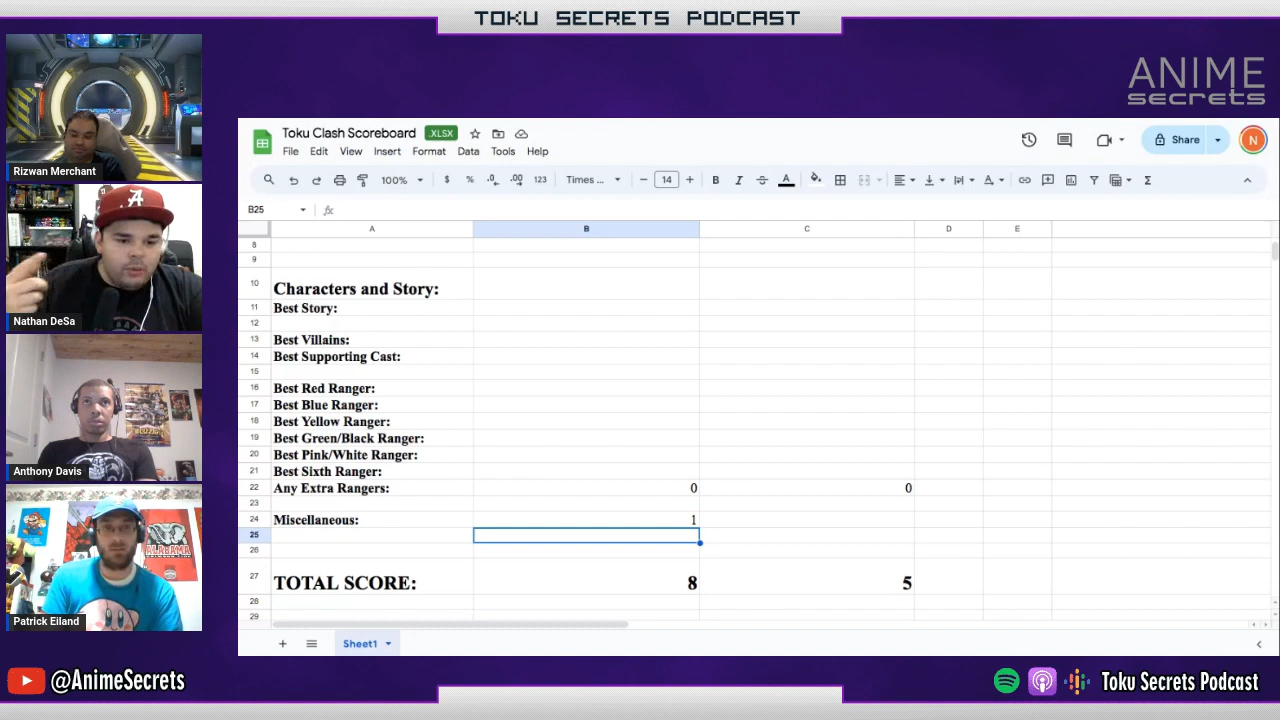 TOKU SECRETS PODCAST
ANIME
secrets
Rizwan Merchant
Nathan DeSa
Anthony Davis
ALABAMA
Patrick Eiland
Toku Clash Scoreboard .XLSX
File Edit View Insert Format Data Tools Help
Share
N
100% $ % .0 .00 123 Times ... 14 B I A
B25 fx
A B C D E
8
9
10 Characters and Story:
11 Best Story:
12
13 Best Villains:
14 Best Supporting Cast:
15
16 Best Red Ranger:
17 Best Blue Ranger:
18 Best Yellow Ranger:
19 Best Green/Black Ranger:
20 Best Pink/White Ranger:
21 Best Sixth Ranger:
22 Any Extra Rangers: 0 0
23
24 Miscellaneous: 1
25
26
27 TOTAL SCORE: 8 5
28
29
Sheet1
@AnimeSecrets
Toku Secrets Podcast